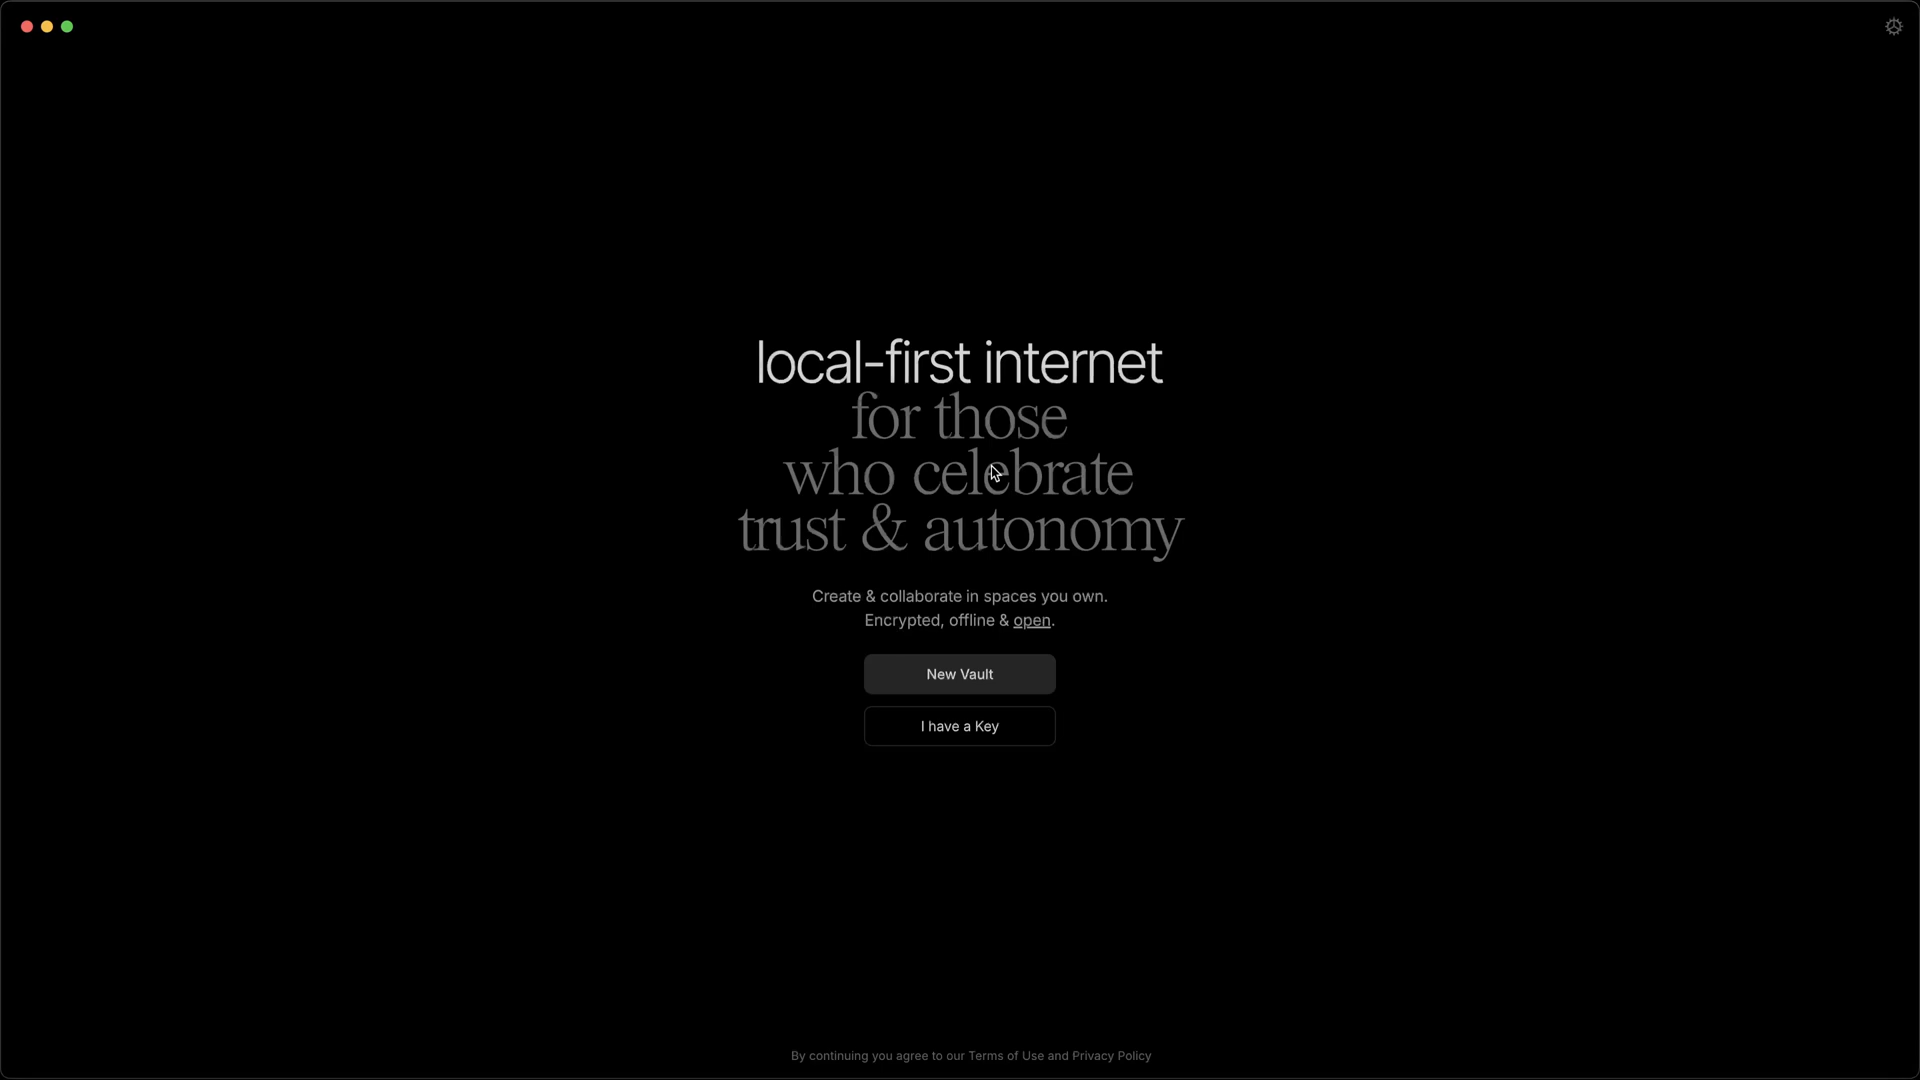 local-first internet
for those
who celebrate
trust & autonomy
Create & collaborate in spaces you own.
Encrypted, offline & open.
New Vault
I have a Key
By continuing you agree to our Terms of Use and Privacy Policy